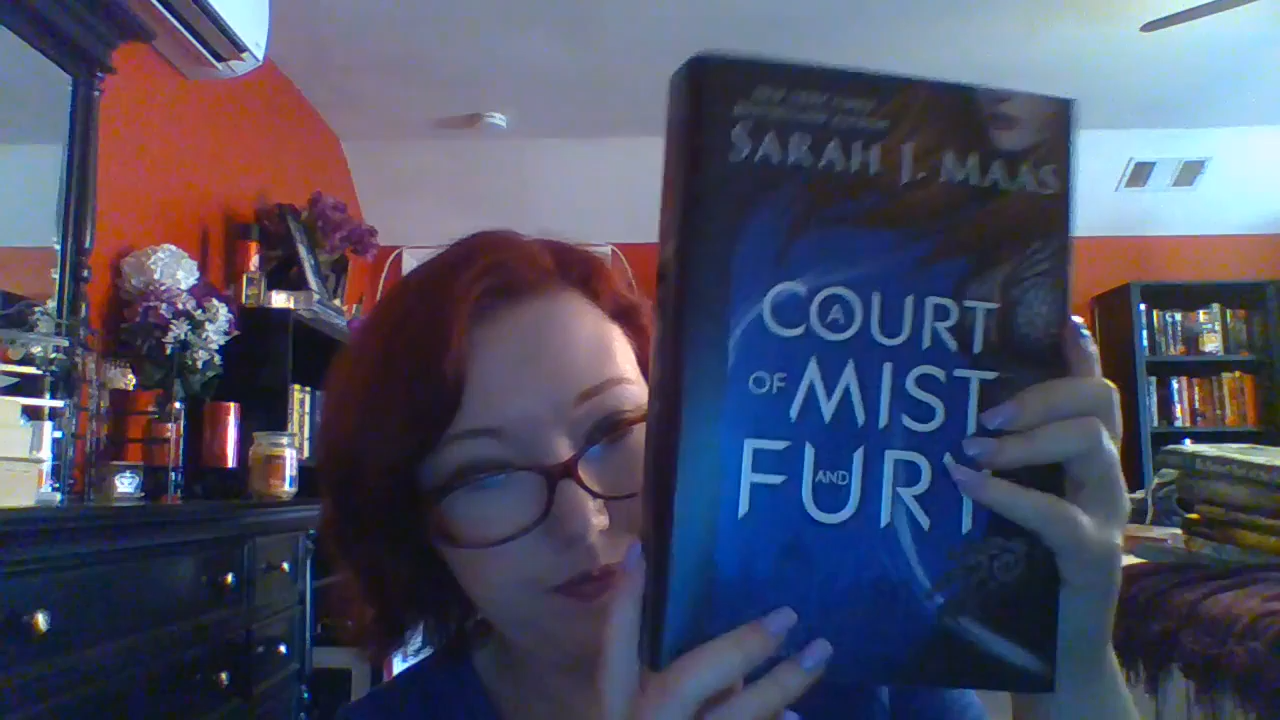 SARAH J. MAAS
A
COURT
OF MIST
AND
FURY